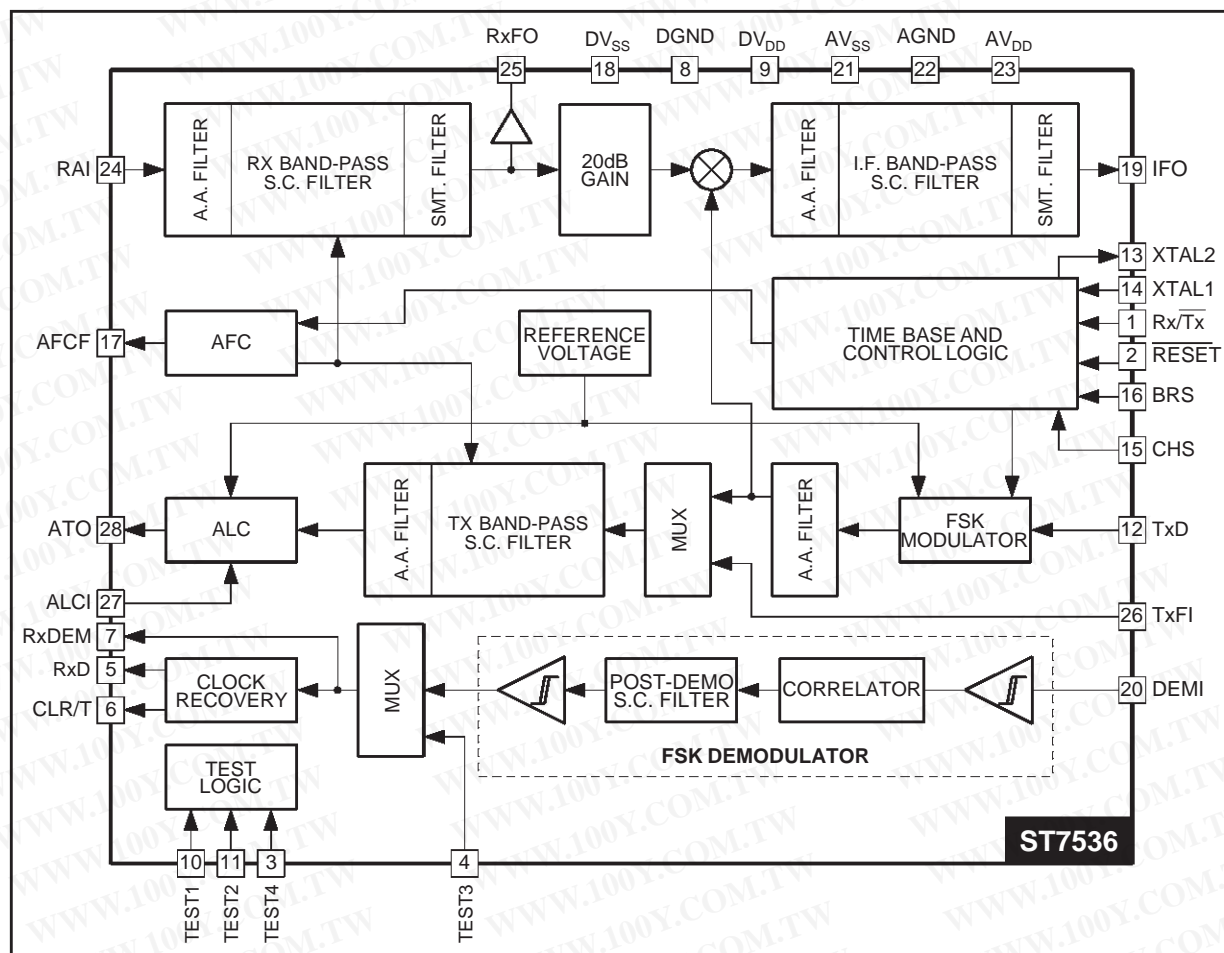 RxFO
DVSS
DGND
DVDD
AVSS
AGND
AVDD
25
18
8
9
21
22
23
RAI
24
A.A. FILTER
RX BAND-PASS
S.C. FILTER
SMT. FILTER
20dB
GAIN
A.A. FILTER
I.F. BAND-PASS
S.C. FILTER
SMT. FILTER
19
IFO
13
XTAL2
14
XTAL1
1
Rx/Tx
2
RESET
16
BRS
15
CHS
AFCF
17
AFC
REFERENCE
VOLTAGE
TIME BASE AND
CONTROL LOGIC
ATO
28
ALC
A.A. FILTER
TX BAND-PASS
S.C. FILTER
MUX
A.A. FILTER
FSK
MODULATOR
12
TxD
ALCI
27
26
TxFI
RxDEM
7
RxD
5
CLR/T
6
CLOCK
RECOVERY
MUX
POST-DEMO
S.C. FILTER
CORRELATOR
20
DEMI
FSK DEMODULATOR
TEST
LOGIC
ST7536
10
11
3
4
TEST1
TEST2
TEST4
TEST3
WWW.100Y.COM.TW